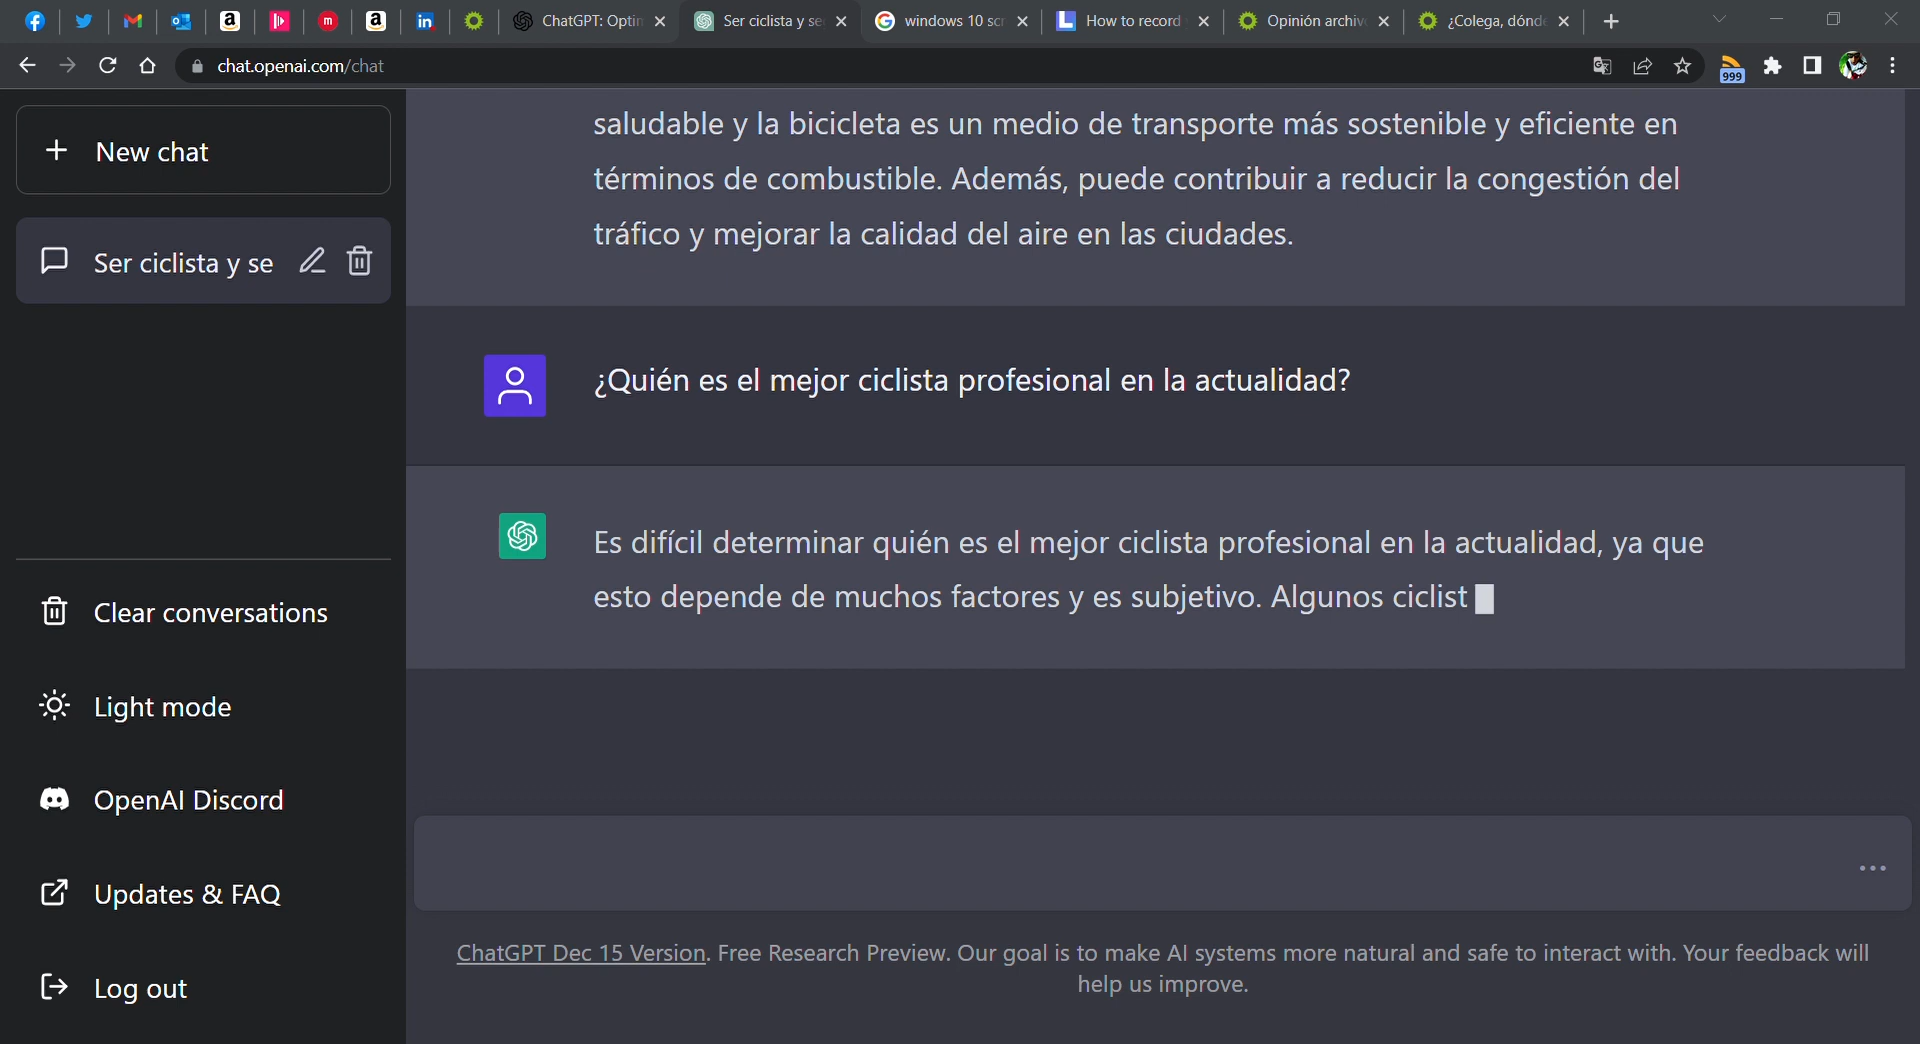 ChatGPT: Optin
Ser ciclista y se
windows 10 scr
How to record
Opinión archiv
¿Colega, dónde
chat.openai.com/chat
999
New chat
Ser ciclista y se
Clear conversations
Light mode
OpenAI Discord
Updates & FAQ
Log out
saludable y la bicicleta es un medio de transporte más sostenible y eficiente en
términos de combustible. Además, puede contribuir a reducir la congestión del
tráfico y mejorar la calidad del aire en las ciudades.
¿Quién es el mejor ciclista profesional en la actualidad?
Es difícil determinar quién es el mejor ciclista profesional en la actualidad, ya que
esto depende de muchos factores y es subjetivo. Algunos ciclist
ChatGPT Dec 15 Version. Free Research Preview. Our goal is to make AI systems more natural and safe to interact with. Your feedback will
help us improve.